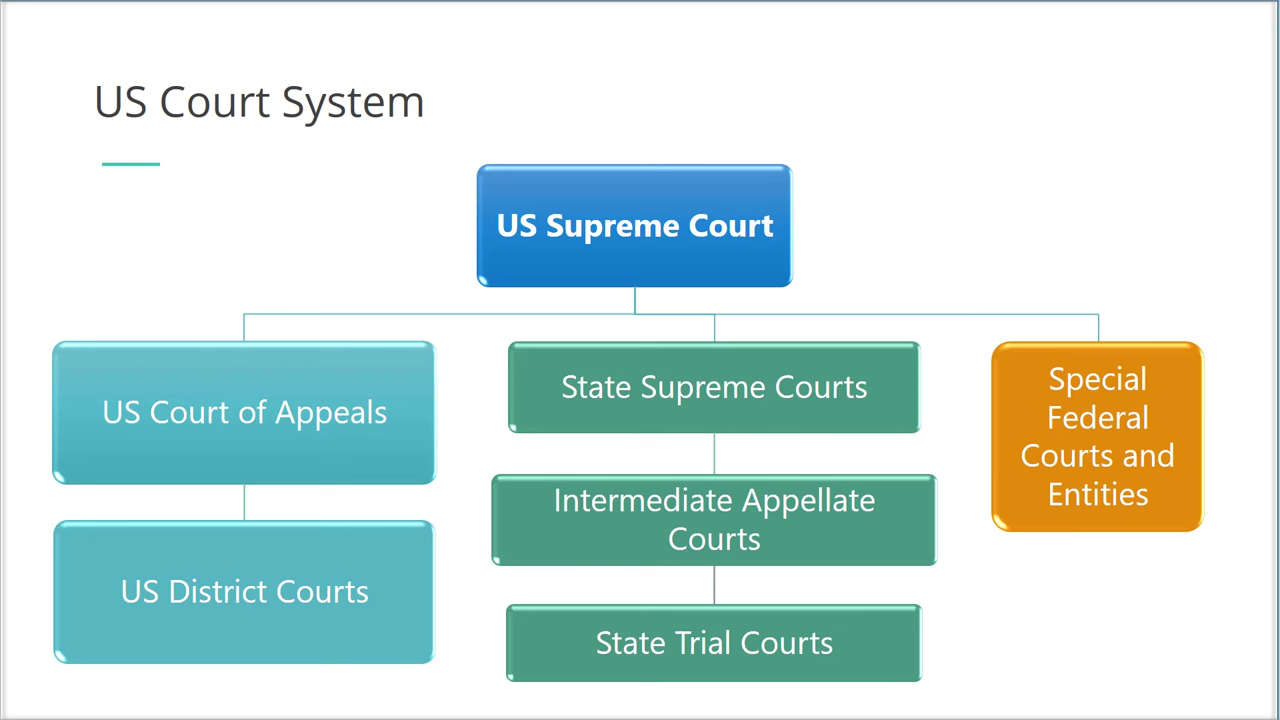 US Court System
US Supreme Court
US Court of Appeals
US District Courts
State Supreme Courts
Intermediate Appellate
Courts
State Trial Courts
Special
Federal
Courts and
Entities